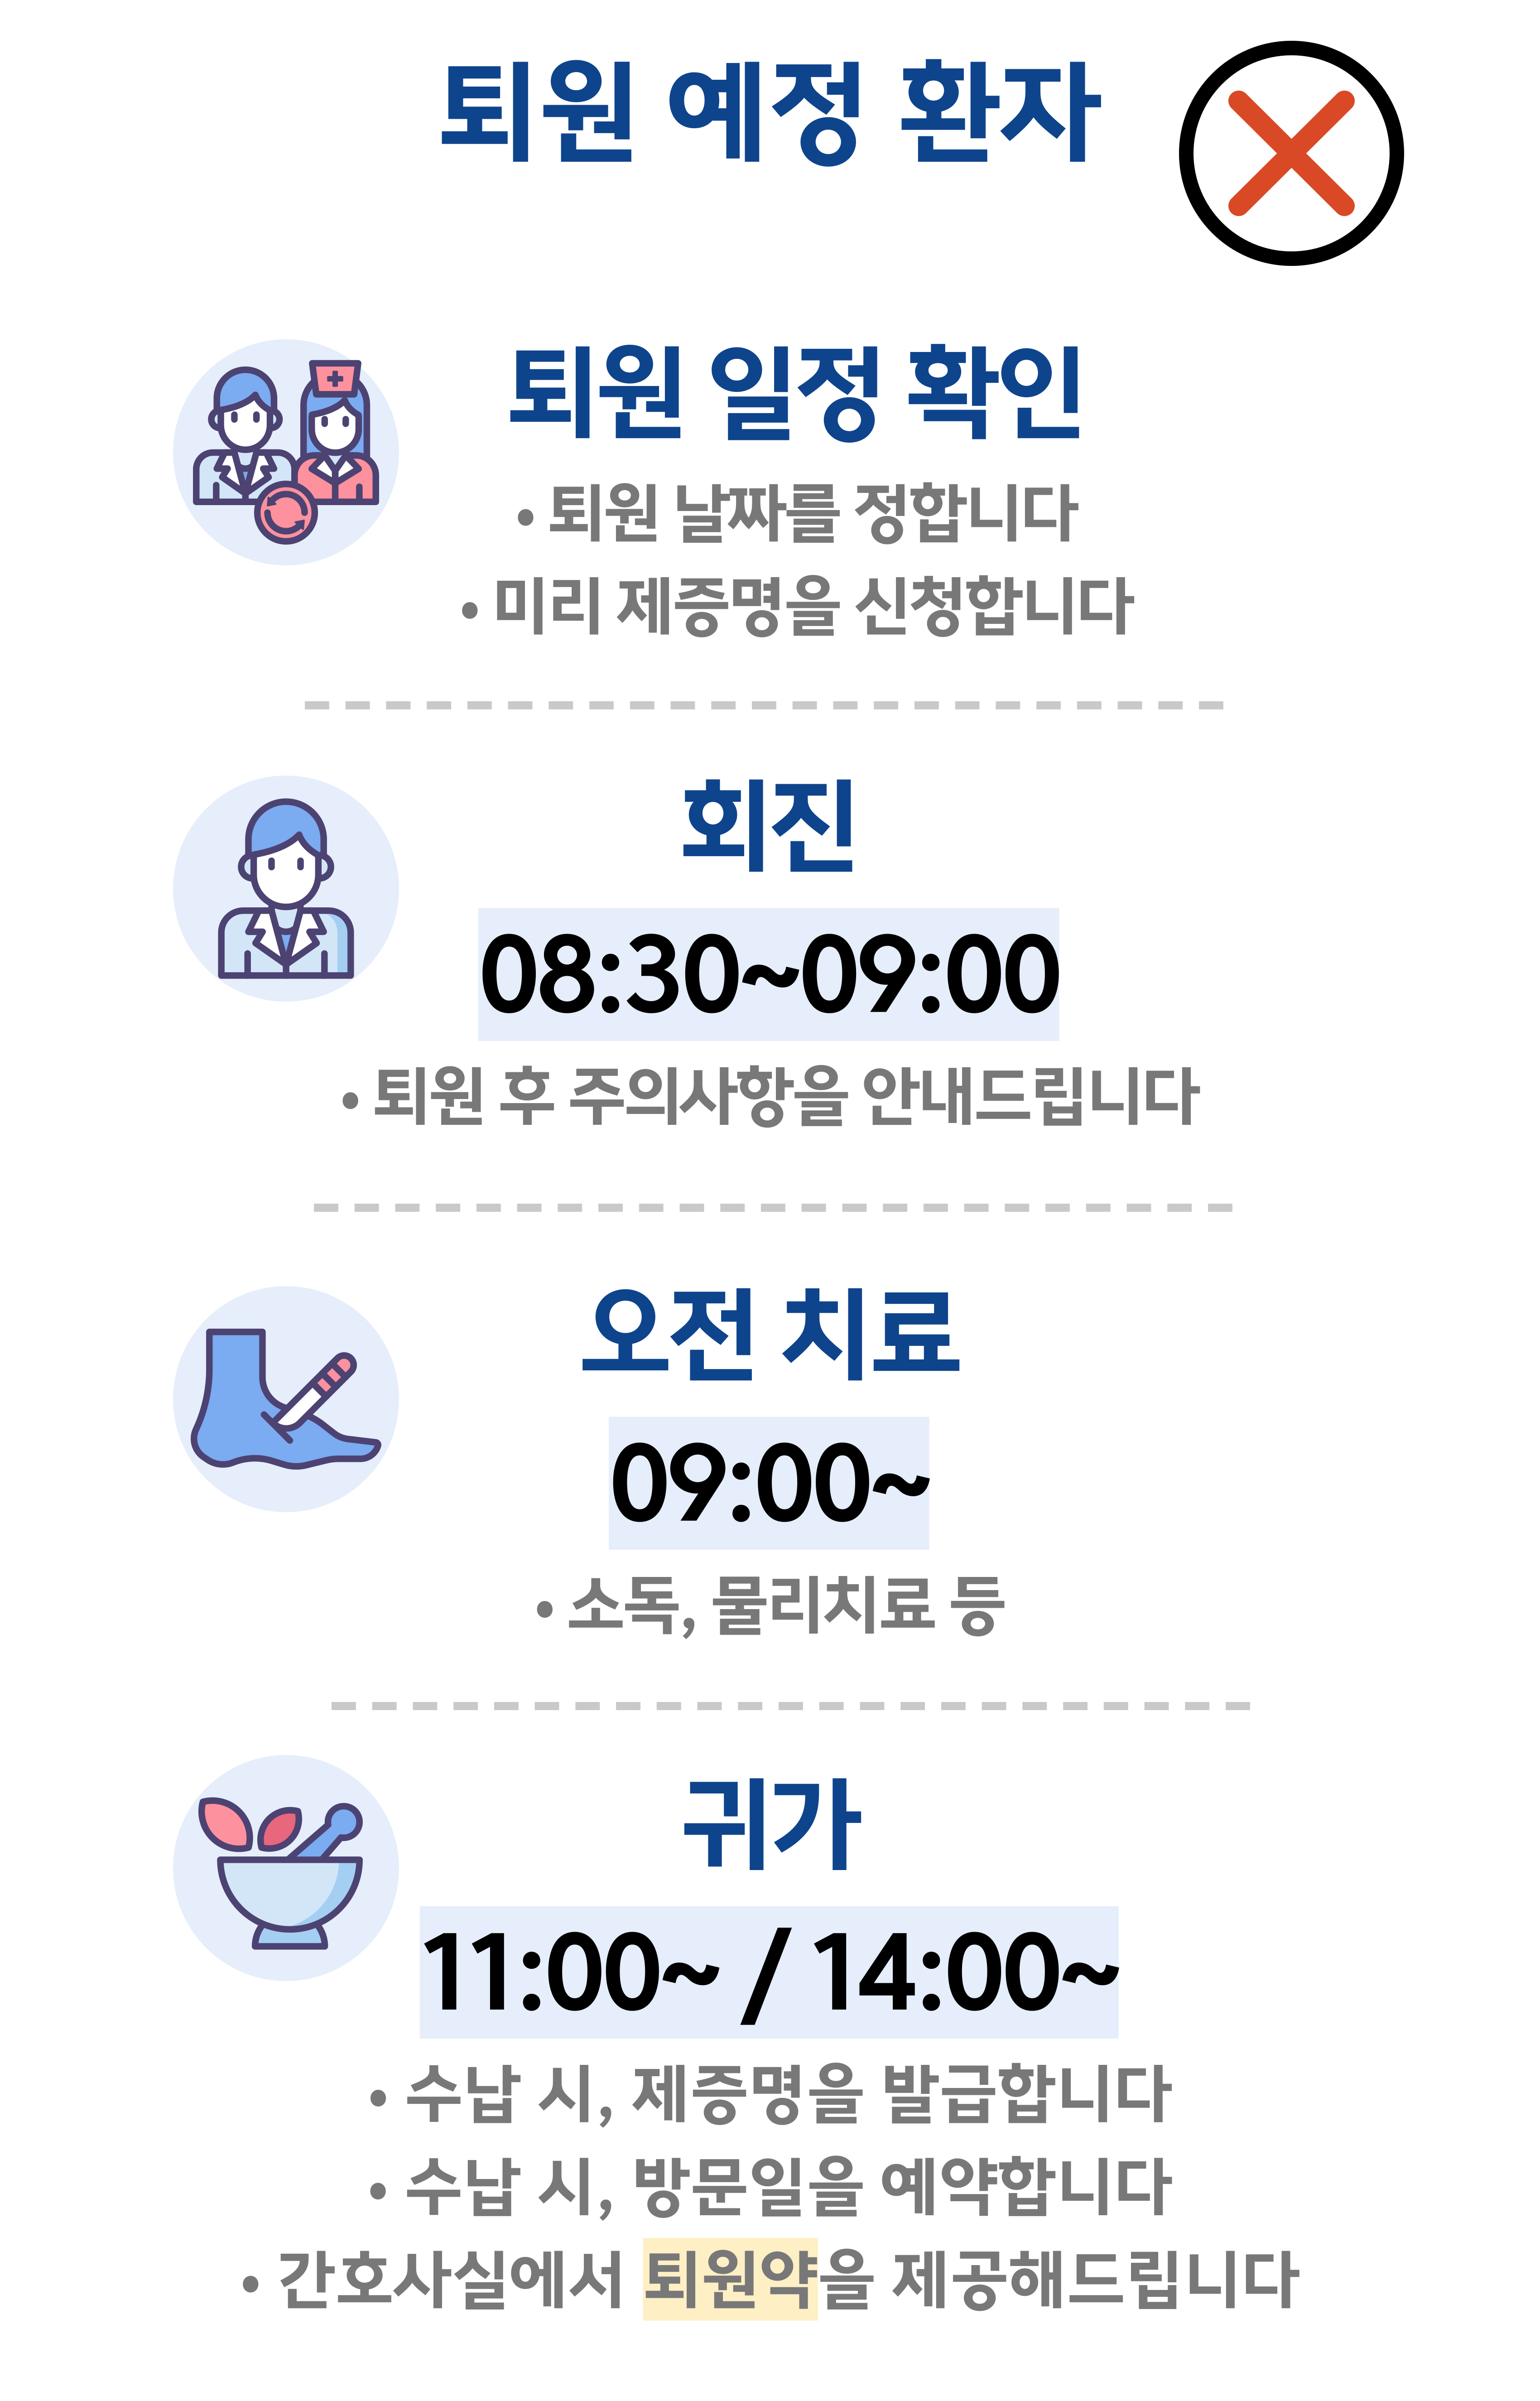 퇴원 예정 환자
퇴원 일정 확인
• 퇴원 날짜를 정합니다
• 미리 제증명을 신청합니다
회진
08:30~09:00
• 퇴원 후 주의사항을 안내드립니다
오전 치료
09:00~
• 소독, 물리치료 등
귀가
11:00~ / 14:00~
• 수납 시, 제증명을 발급합니다
• 수납 시, 방문일을 예약합니다
• 간호사실에서 퇴원약을 제공해드립니다